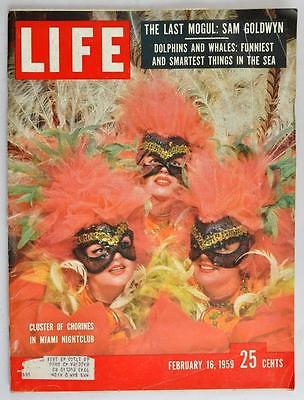 LIFE
THE LAST MOGUL: SAM GOLDWYN
DOLPHINS AND WHALES: FUNNIEST
AND SMARTEST THINGS IN THE SEA
CLUSTER OF CHORINES
IN MIAMI NIGHTCLUB
FEBRUARY 16, 1959 25 CENTS